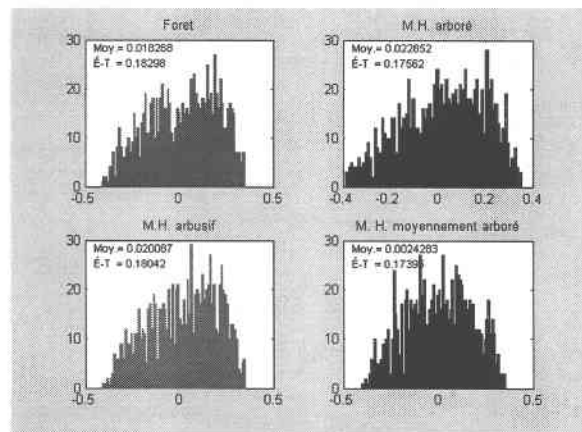 Foret
30
Moy.= 0.018268
É-T = 0.18298
20
10
0
-0.5
0
0.5
M.H. arboré
30
Moy.= 0.022652
É-T = 0.17562
20
10
0
-0.4
-0.2
0
0.2
0.4
M.H. arbusif
30
Moy.= 0.020087
É-T = 0.18042
20
10
0
-0.5
0
0.5
M. H. moyennement arboré
30
Moy.= 0.0024283
É-T = 0.17395
20
10
0
-0.5
0
0.5